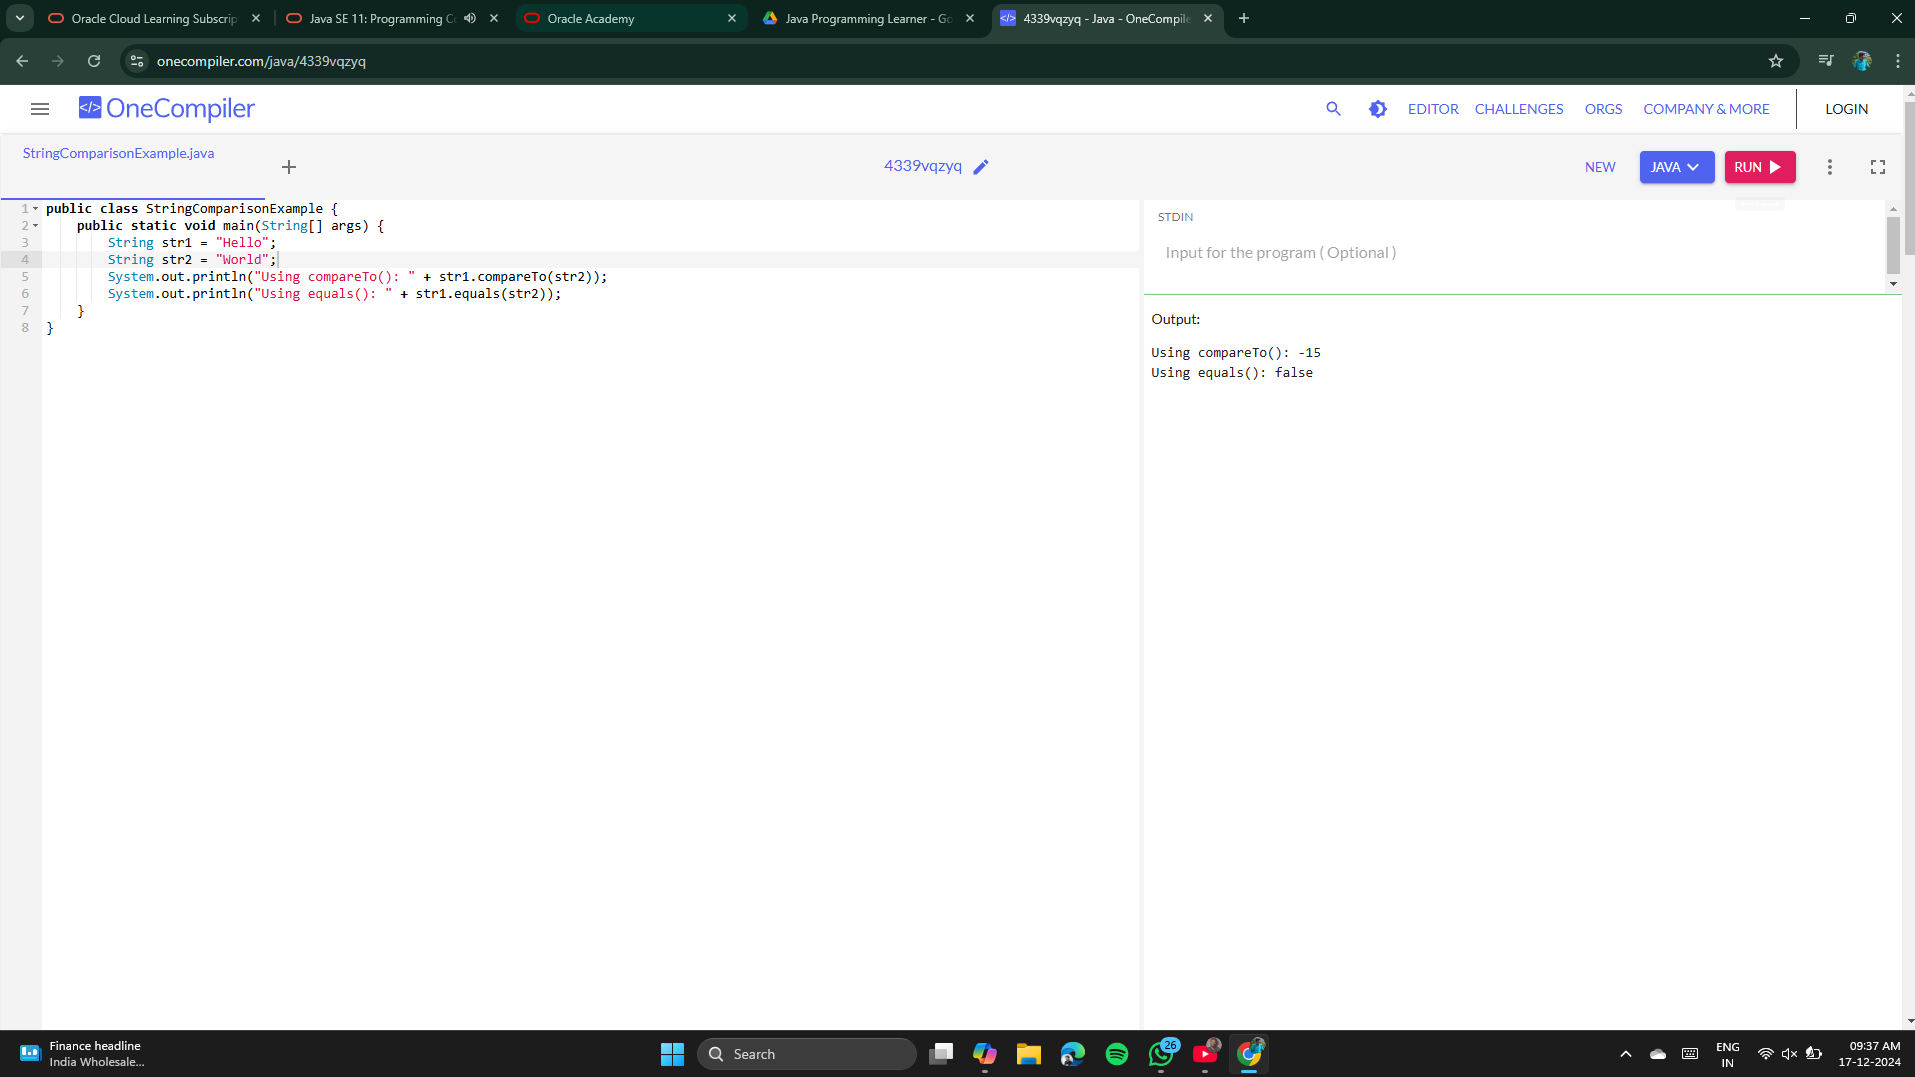 Oracle Cloud Learning Subscrip
Java SE 11: Programming Co
Oracle Academy
Java Programming Learner - Go
4339vqzyq - Java - OneCompile
onecompiler.com/java/4339vqzyq
</> OneCompiler
EDITOR CHALLENGES ORGS COMPANY & MORE LOGIN
StringComparisonExample.java
+
4339vqzyq
NEW JAVA RUN
1 public class StringComparisonExample {
2 public static void main(String[] args) {
3 String str1 = "Hello";
4 String str2 = "World";
5 System.out.println("Using compareTo(): " + str1.compareTo(str2));
6 System.out.println("Using equals(): " + str1.equals(str2));
7 }
8 }
STDIN
Input for the program ( Optional )
Output:
Using compareTo(): -15
Using equals(): false
Finance headline
India Wholesale...
Search
26
ENG
IN
09:37 AM
17-12-2024